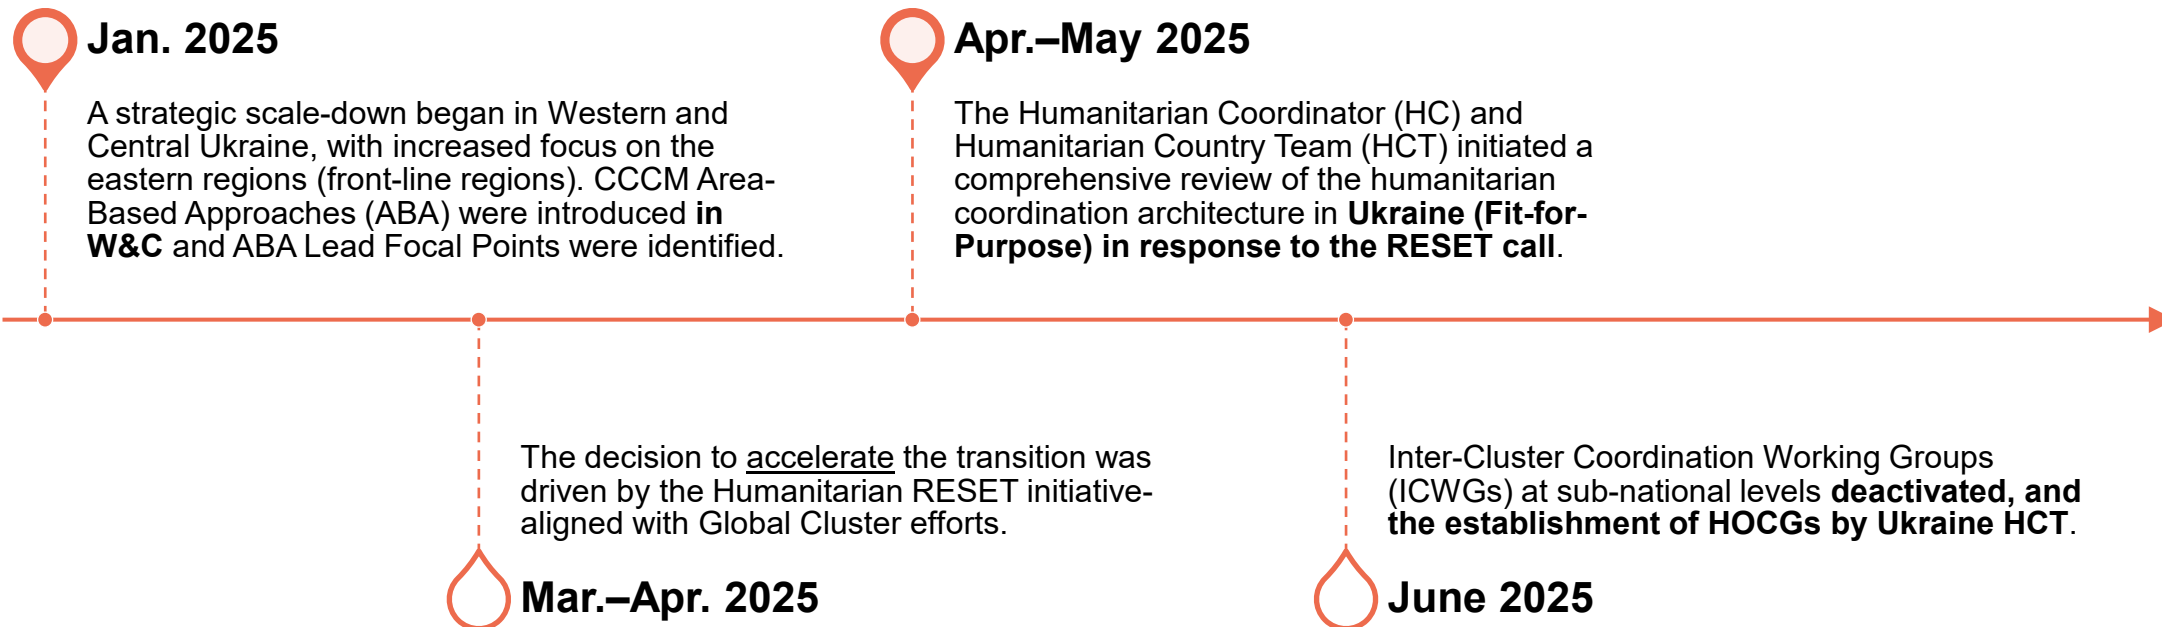 Jan. 2025
A strategic scale-down began in Western and
Central Ukraine, with increased focus on the
eastern regions (front-line regions). CCCM Area-
Based Approaches (ABA) were introduced in
W&C and ABA Lead Focal Points were identified.
Apr.–May 2025
The Humanitarian Coordinator (HC) and
Humanitarian Country Team (HCT) initiated a
comprehensive review of the humanitarian
coordination architecture in Ukraine (Fit-for-
Purpose) in response to the RESET call.
The decision to accelerate the transition was
driven by the Humanitarian RESET initiative-
aligned with Global Cluster efforts.
Mar.–Apr. 2025
Inter-Cluster Coordination Working Groups
(ICWGs) at sub-national levels deactivated, and
the establishment of HOCGs by Ukraine HCT.
June 2025